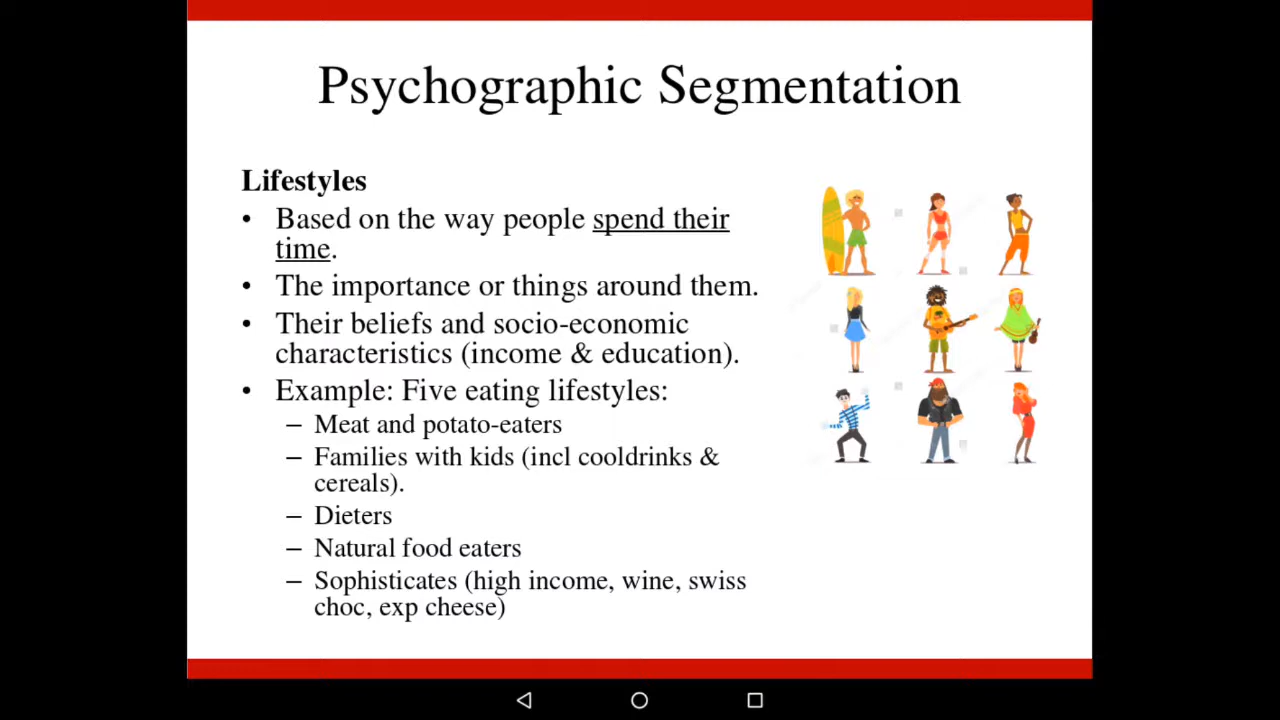 Psychographic Segmentation
Lifestyles
• Based on the way people spend their
time.
• The importance or things around them.
• Their beliefs and socio-economic
characteristics (income & education).
• Example: Five eating lifestyles:
– Meat and potato-eaters
– Families with kids (incl cooldrinks &
cereals).
– Dieters
– Natural food eaters
– Sophisticates (high income, wine, swiss
choc, exp cheese)